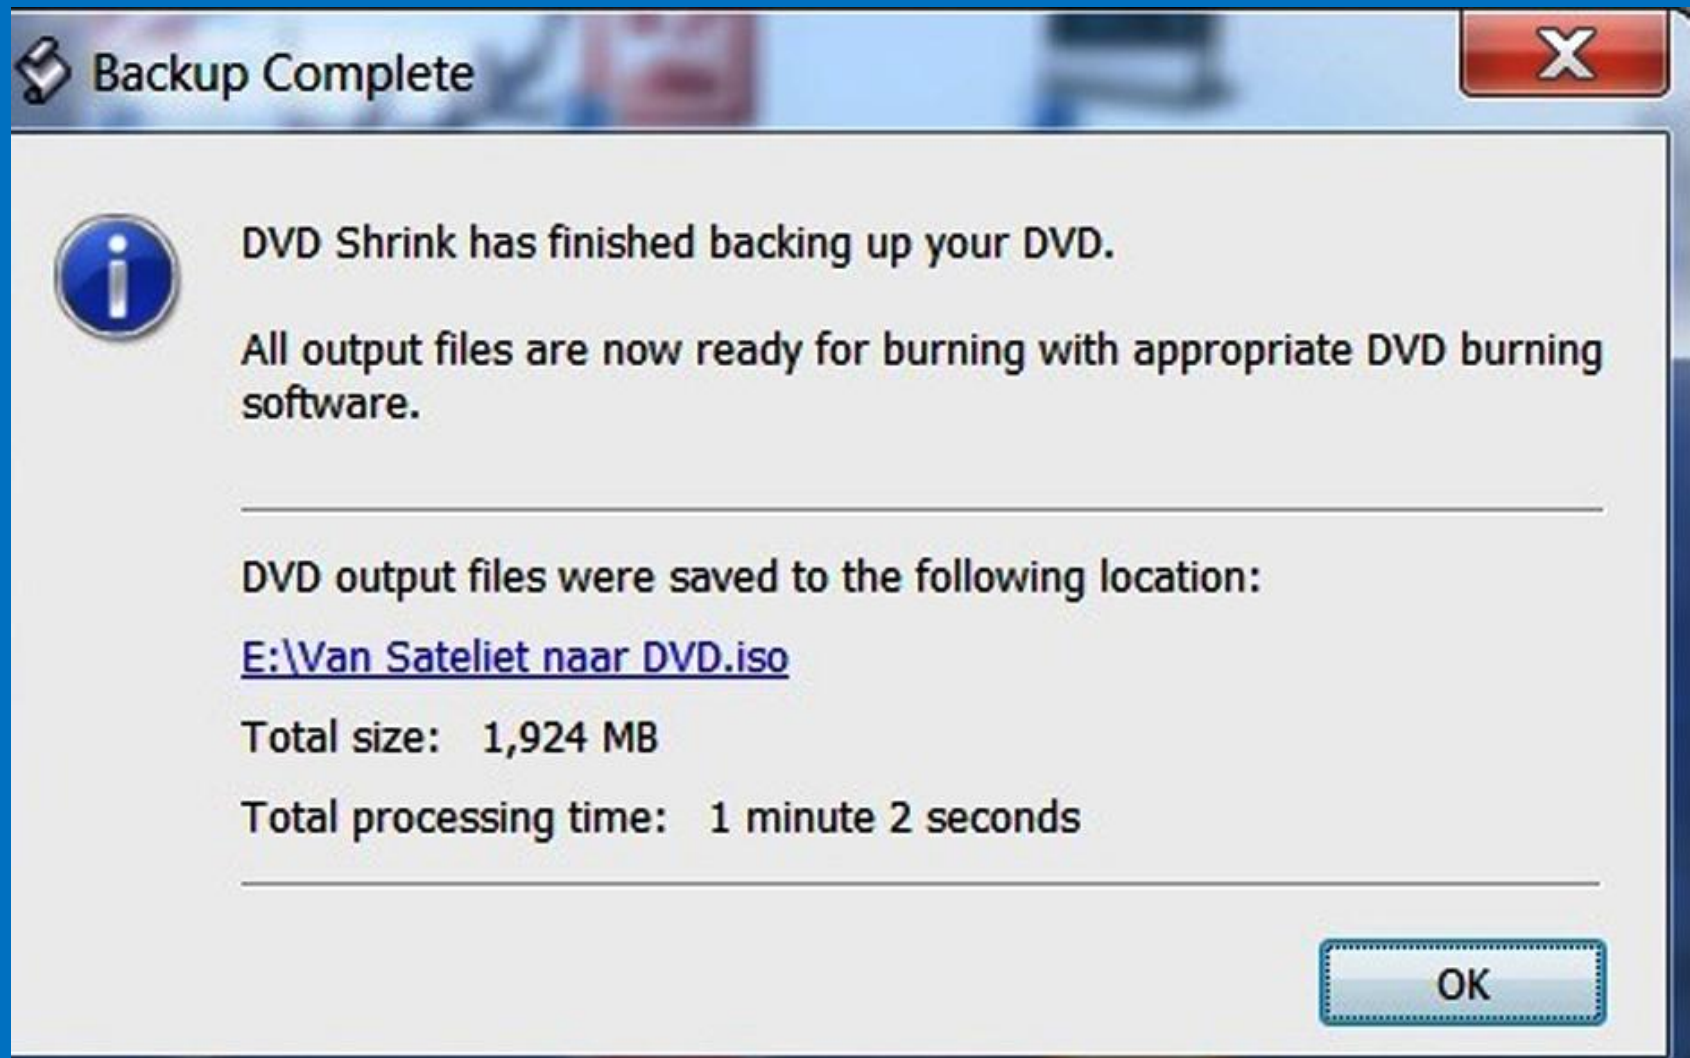 Backup Complete
DVD Shrink has finished backing up your DVD.
All output files are now ready for burning with appropriate DVD burning
software.
DVD output files were saved to the following location:
E:\Van Sateliet naar DVD.iso
Total size: 1,924 MB
Total processing time: 1 minute 2 seconds
OK